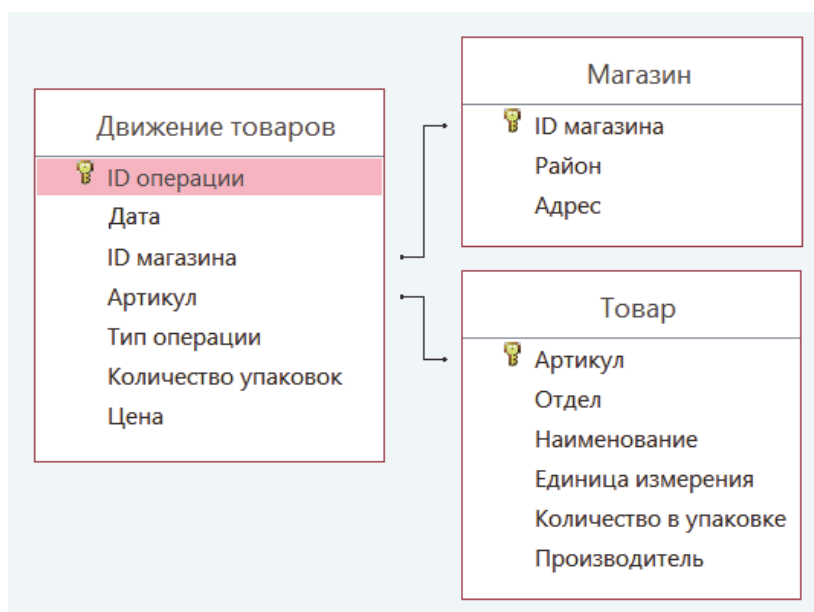 Движение товаров
ID операции
Дата
ID магазина
Артикул
Тип операции
Количество упаковок
Цена
Магазин
ID магазина
Район
Адрес
Товар
Артикул
Отдел
Наименование
Единица измерения
Количество в упаковке
Производитель